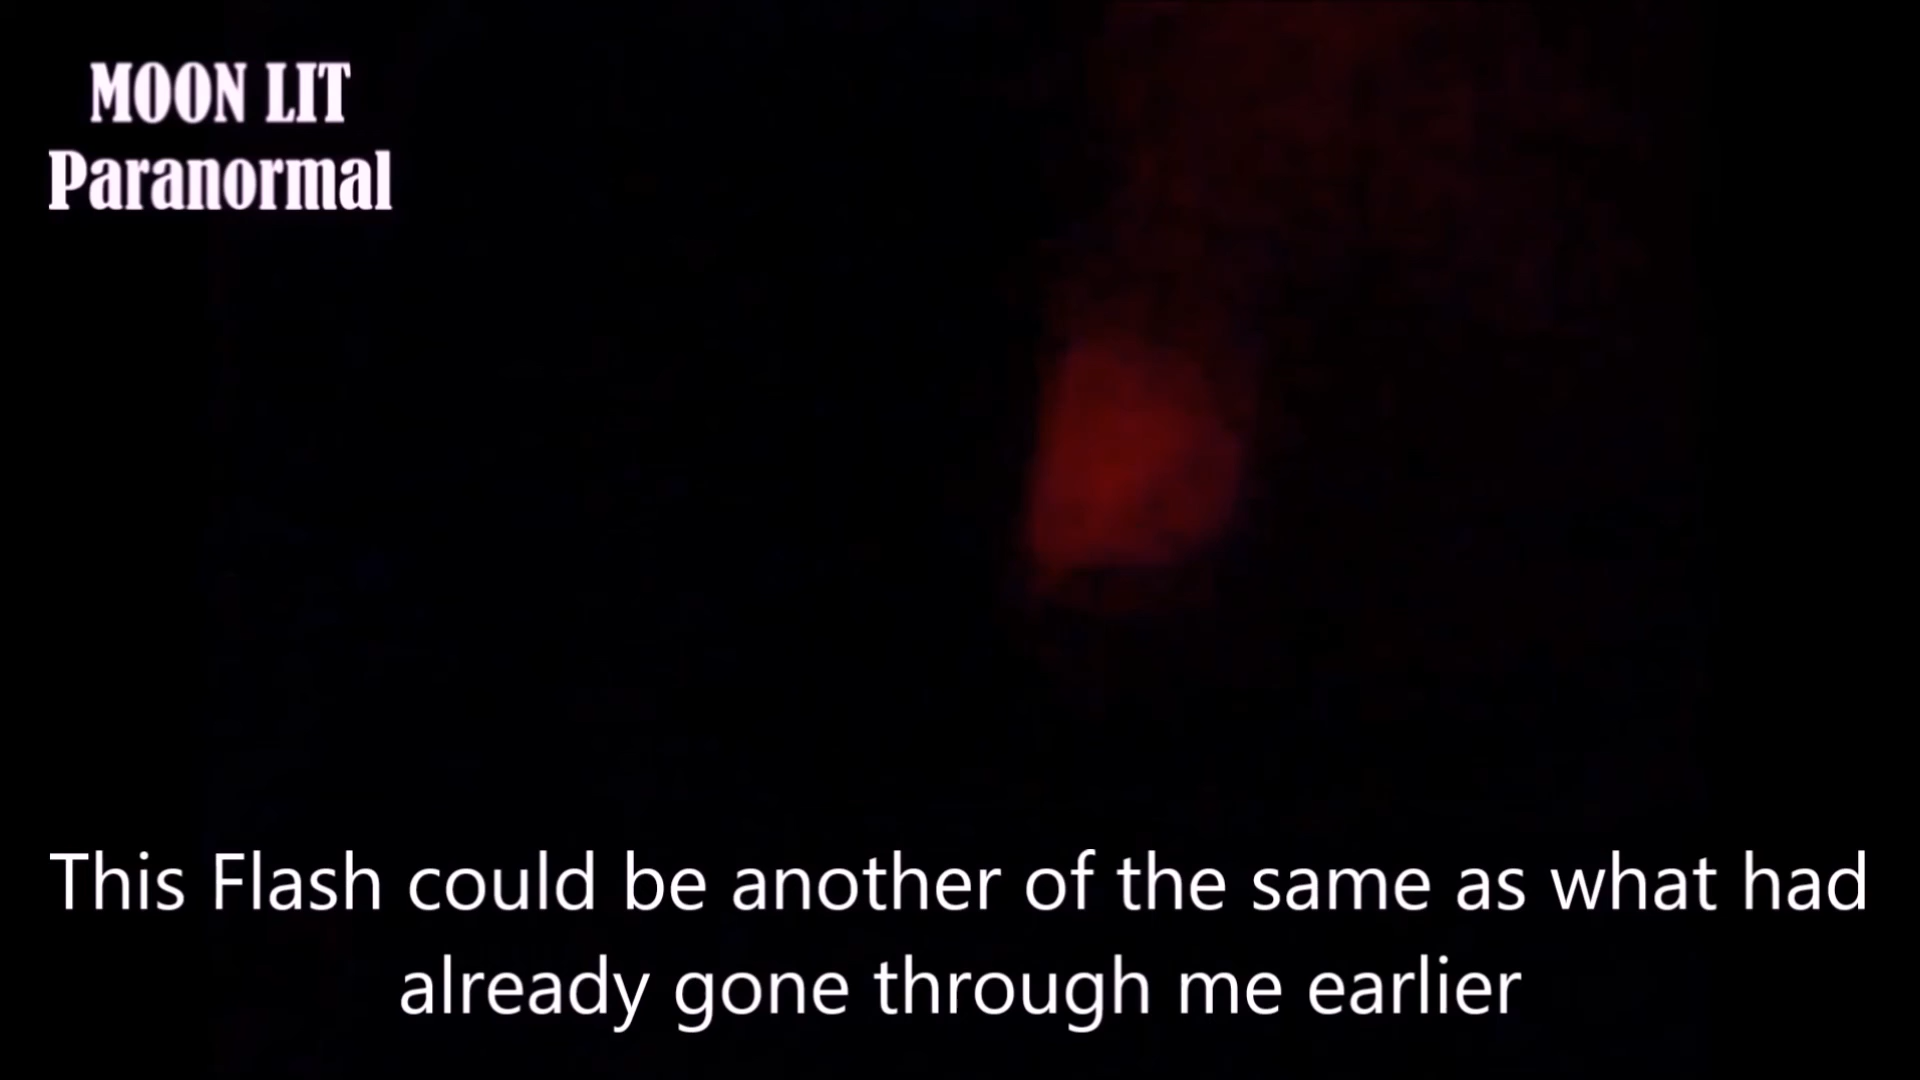 MOON LIT
Paranormal
This Flash could be another of the same as what had
already gone through me earlier